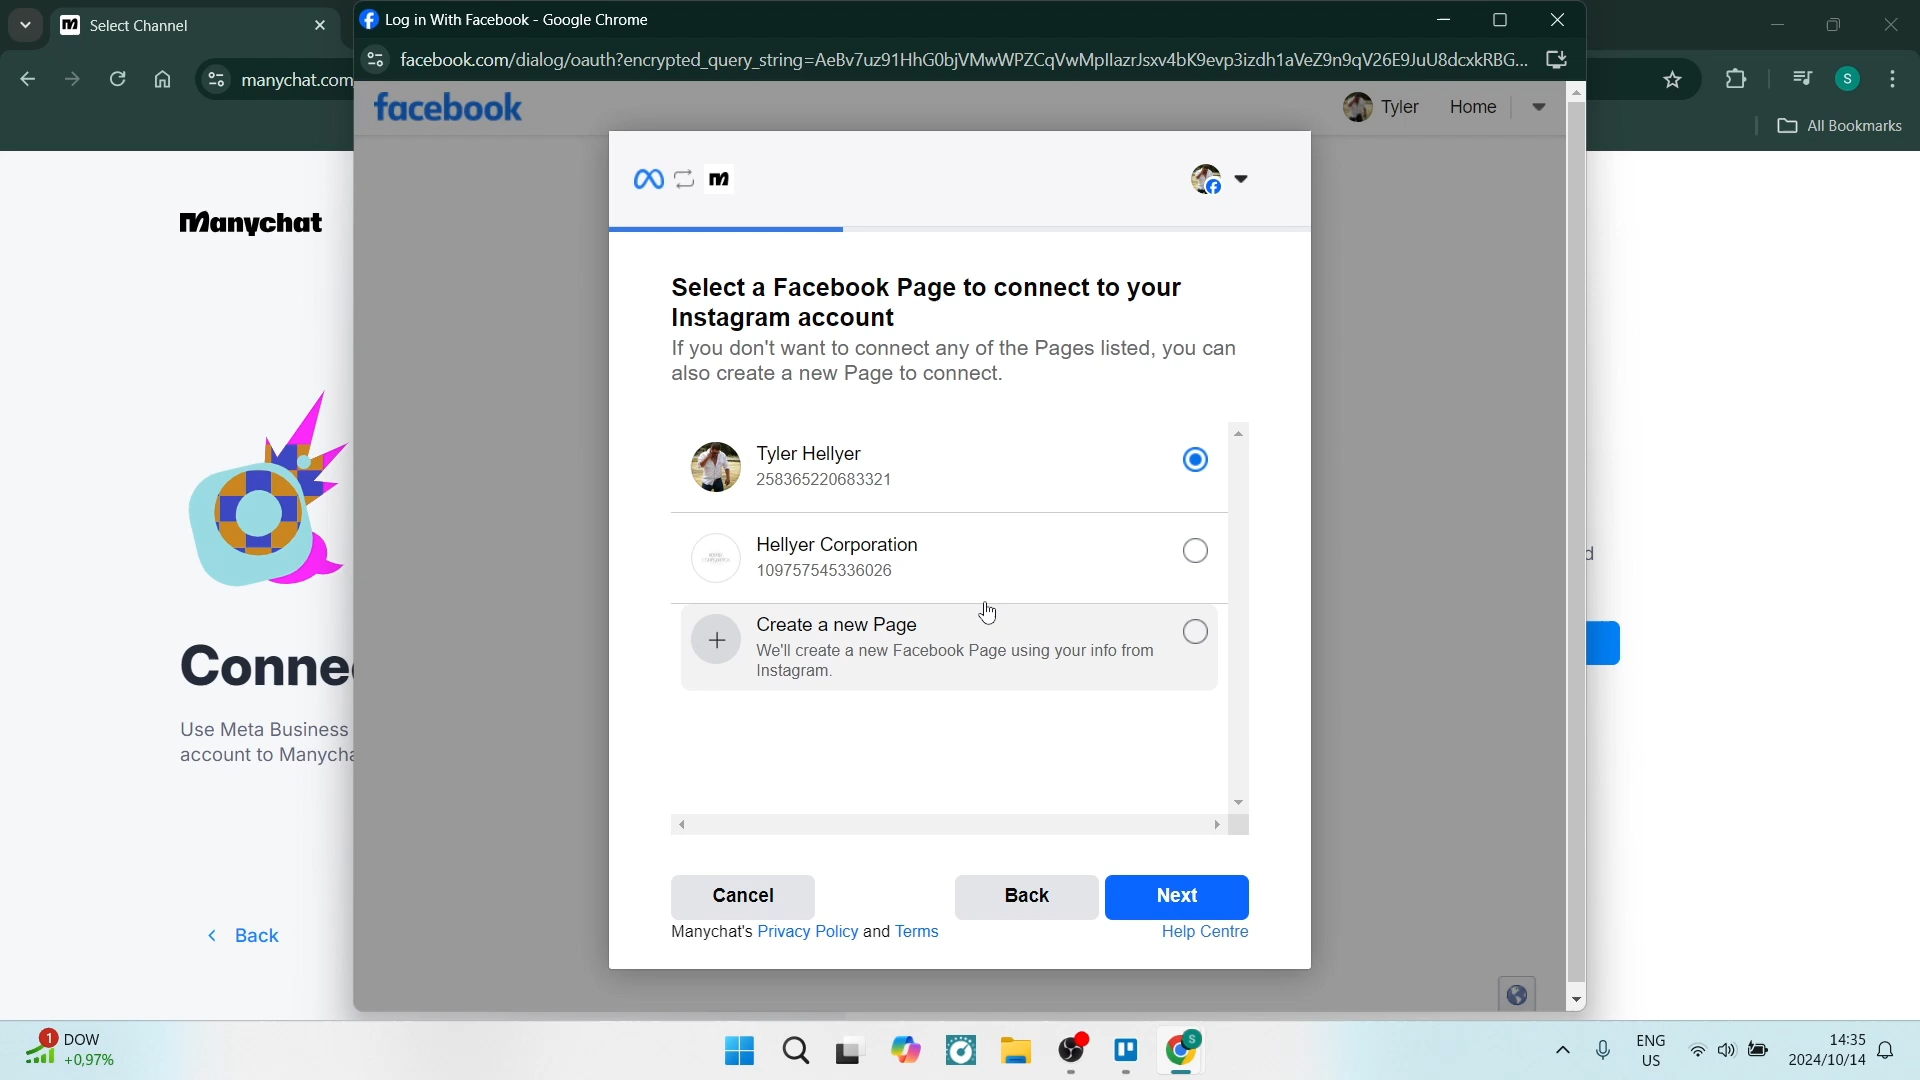 Select Channel
Log in With Facebook - Google Chrome
manychat.com
facebook.com/dialog/oauth?encrypted_query_string=AeBv7uz91HhG0bjVMwWPZCqVwMpIlazrJsxv4bK9evp3izdh1aVeZ9n9qV26E9JuU8dcxkRBG...
S
All Bookmarks
facebook
Tyler
Home
Manychat
Select a Facebook Page to connect to your
Instagram account
If you don't want to connect any of the Pages listed, you can
also create a new Page to connect.
Tyler Hellyer
258365220683321
Hellyer Corporation
109757545336026
Create a new Page
We'll create a new Facebook Page using your info from
Instagram.
d
Conne
Use Meta Business
account to Manycha
Cancel
Back
Next
Manychat's Privacy Policy and Terms
Help Centre
Back
1
DOW
+0,97%
S
ENG
US
14:35
2024/10/14